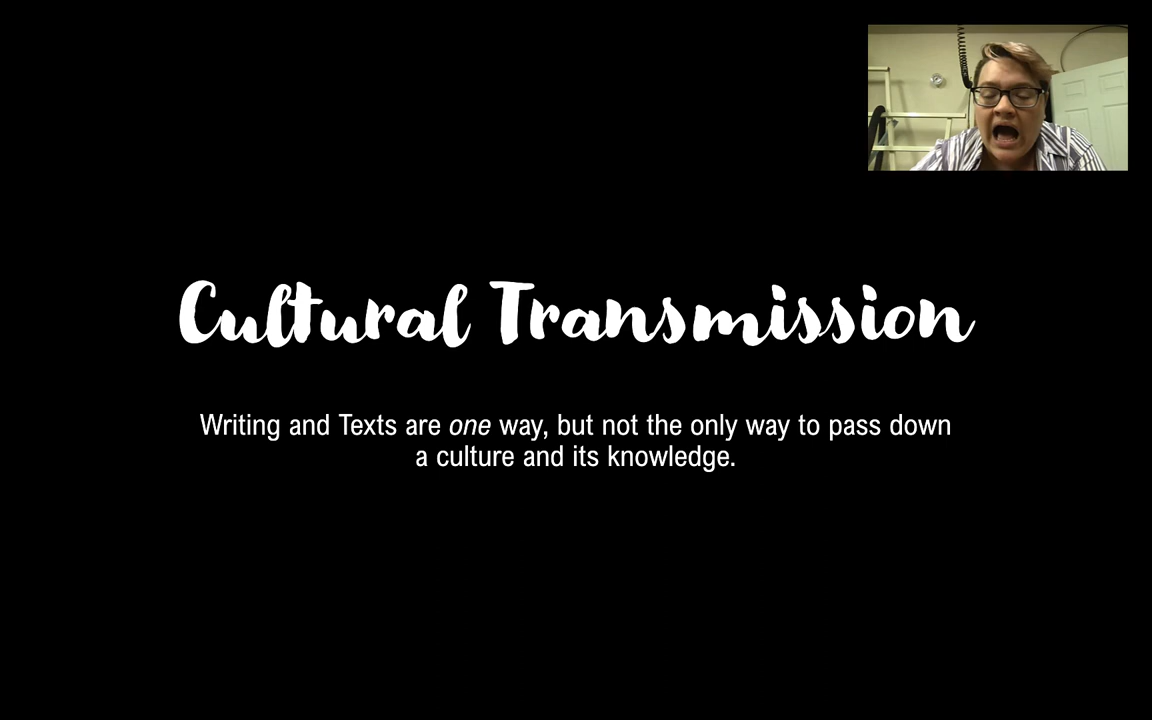 Cultural Transmission
Writing and Texts are one way, but not the only way to pass down
a culture and its knowledge.